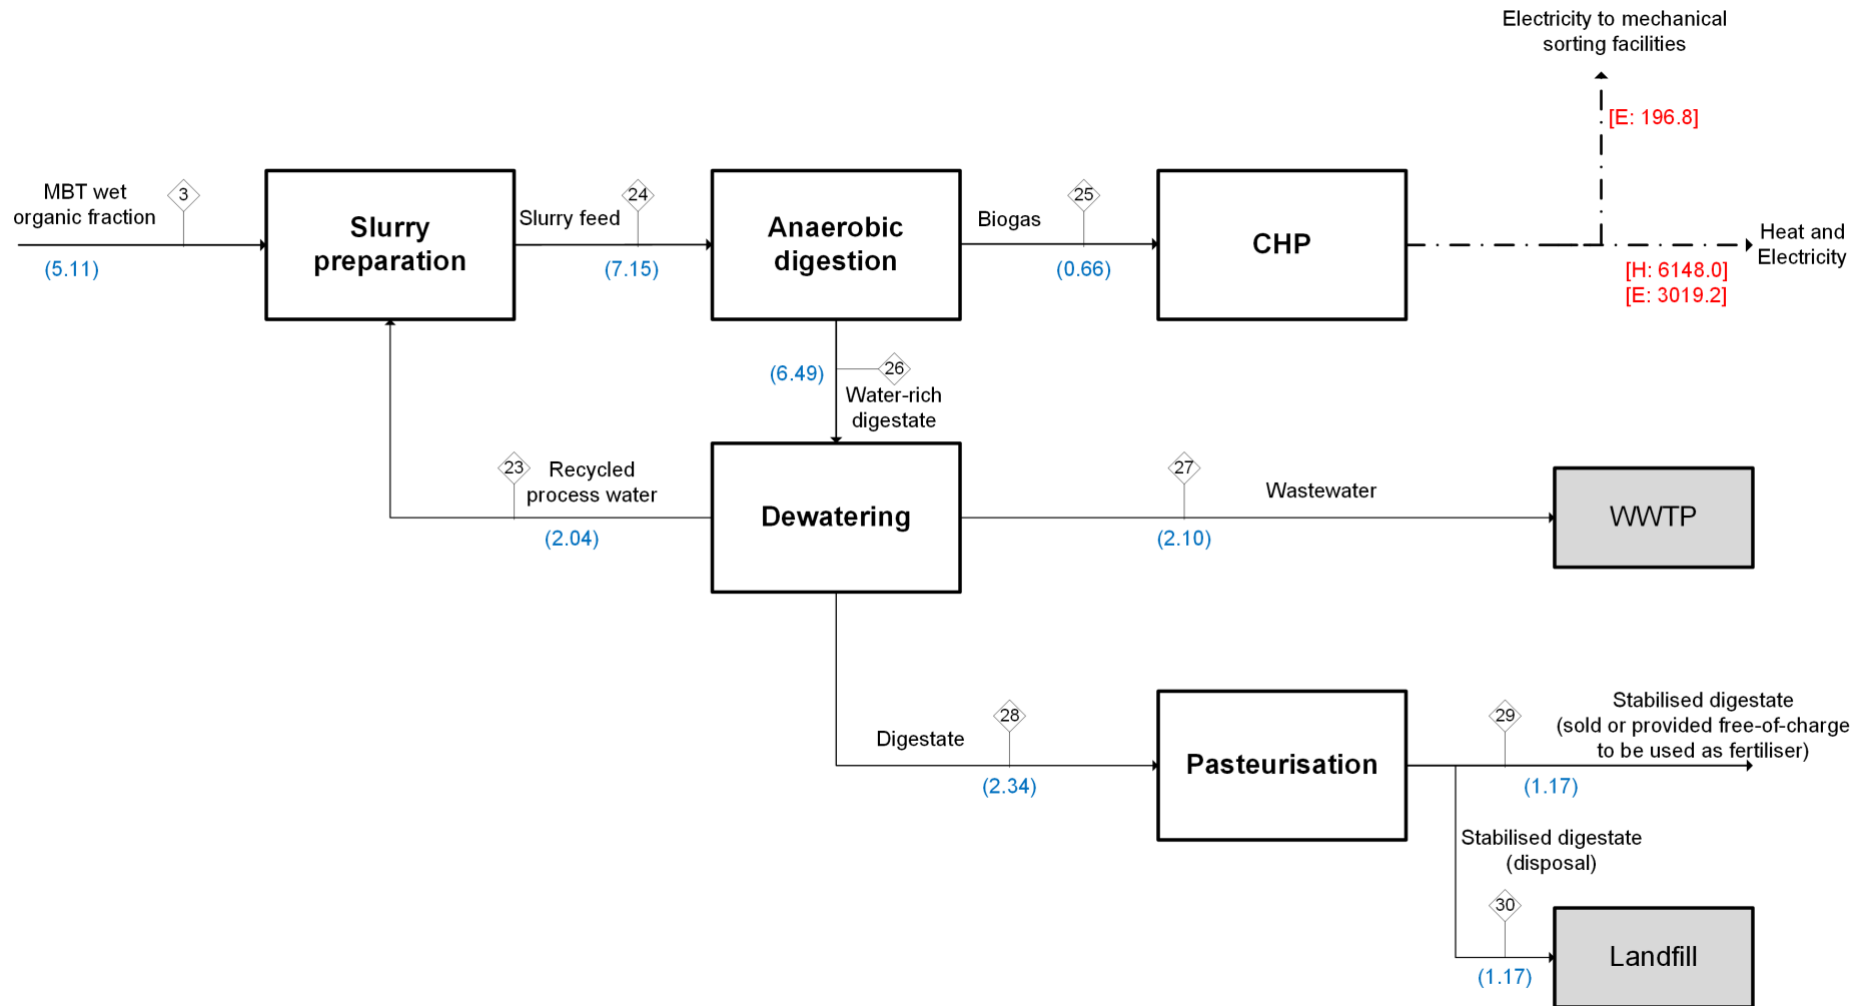 Electricity to mechanical
sorting facilities
[E: 196.8]
MBT wet
organic fraction
3
(5.11)
Slurry
preparation
Slurry feed
24
(7.15)
Anaerobic
digestion
Biogas
25
(0.66)
CHP
Heat and
Electricity
[H: 6148.0]
[E: 3019.2]
(6.49)
26
Water-rich
digestate
23
Recycled
process water
(2.04)
Dewatering
27
Wastewater
(2.10)
WWTP
Digestate
28
(2.34)
Pasteurisation
29
Stabilised digestate
(sold or provided free-of-charge
to be used as fertiliser)
(1.17)
Stabilised digestate
(disposal)
30
(1.17)
Landfill